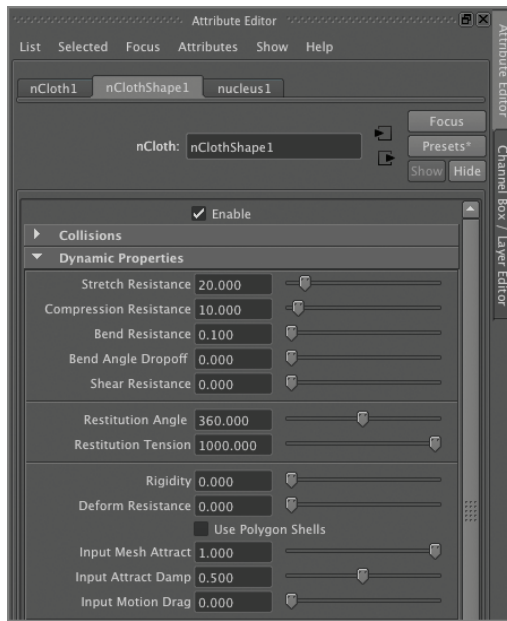 Attribute Editor
List Selected Focus Attributes Show Help
nCloth1 nClothShape1 nucleus1
Focus
nCloth: nClothShape1
Presets*
Show Hide
Enable
Collisions
Dynamic Properties
Stretch Resistance 20.000
Compression Resistance 10.000
Bend Resistance 0.100
Bend Angle Dropoff 0.000
Shear Resistance 0.000
Restitution Angle 360.000
Restitution Tension 1000.000
Rigidity 0.000
Deform Resistance 0.000
Use Polygon Shells
Input Mesh Attract 1.000
Input Attract Damp 0.500
Input Motion Drag 0.000
Attribute Editor
Channel Box / Layer Editor